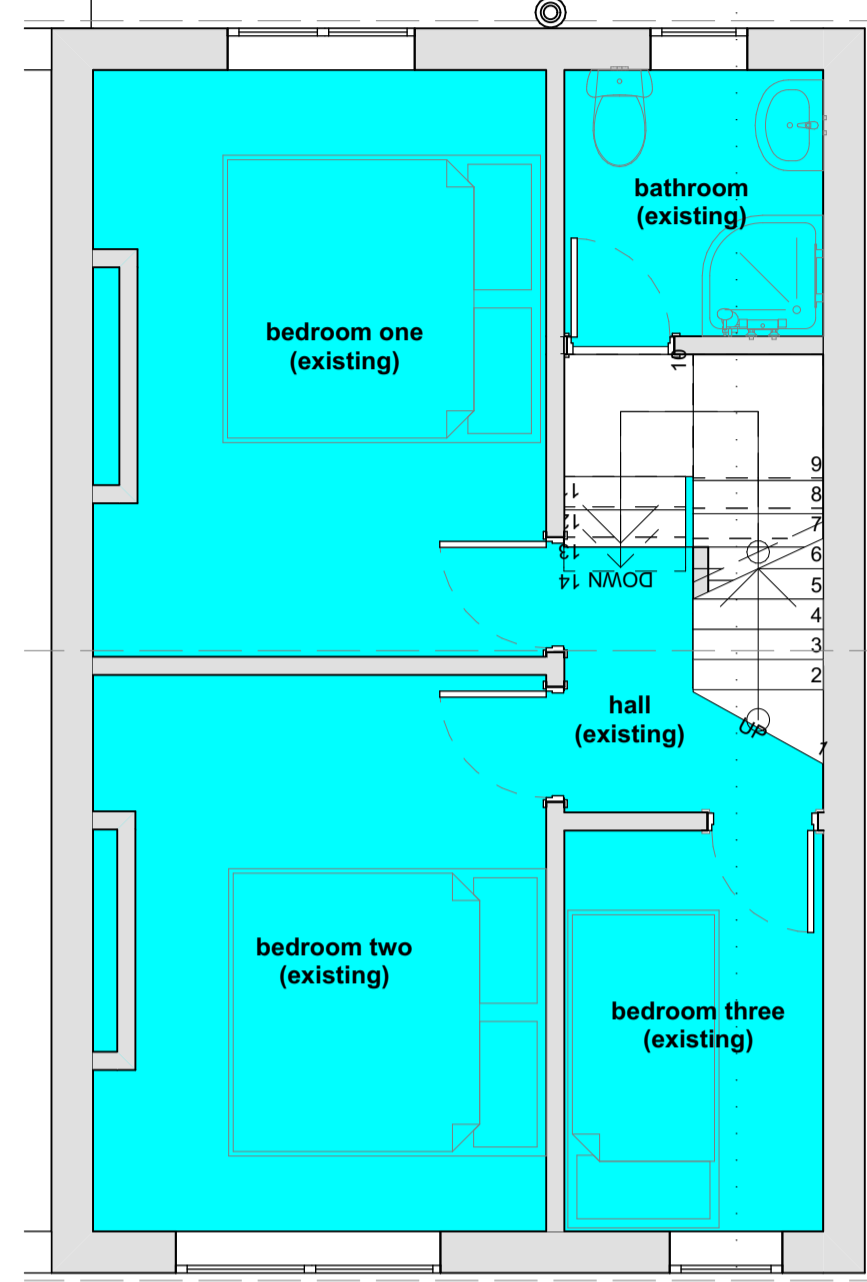 bathroom
(existing)
bedroom one
(existing)
10
9
8
7
6
5
4
3
2
1
11
12
13
14 DOWN
UP
hall
(existing)
bedroom two
(existing)
bedroom three
(existing)